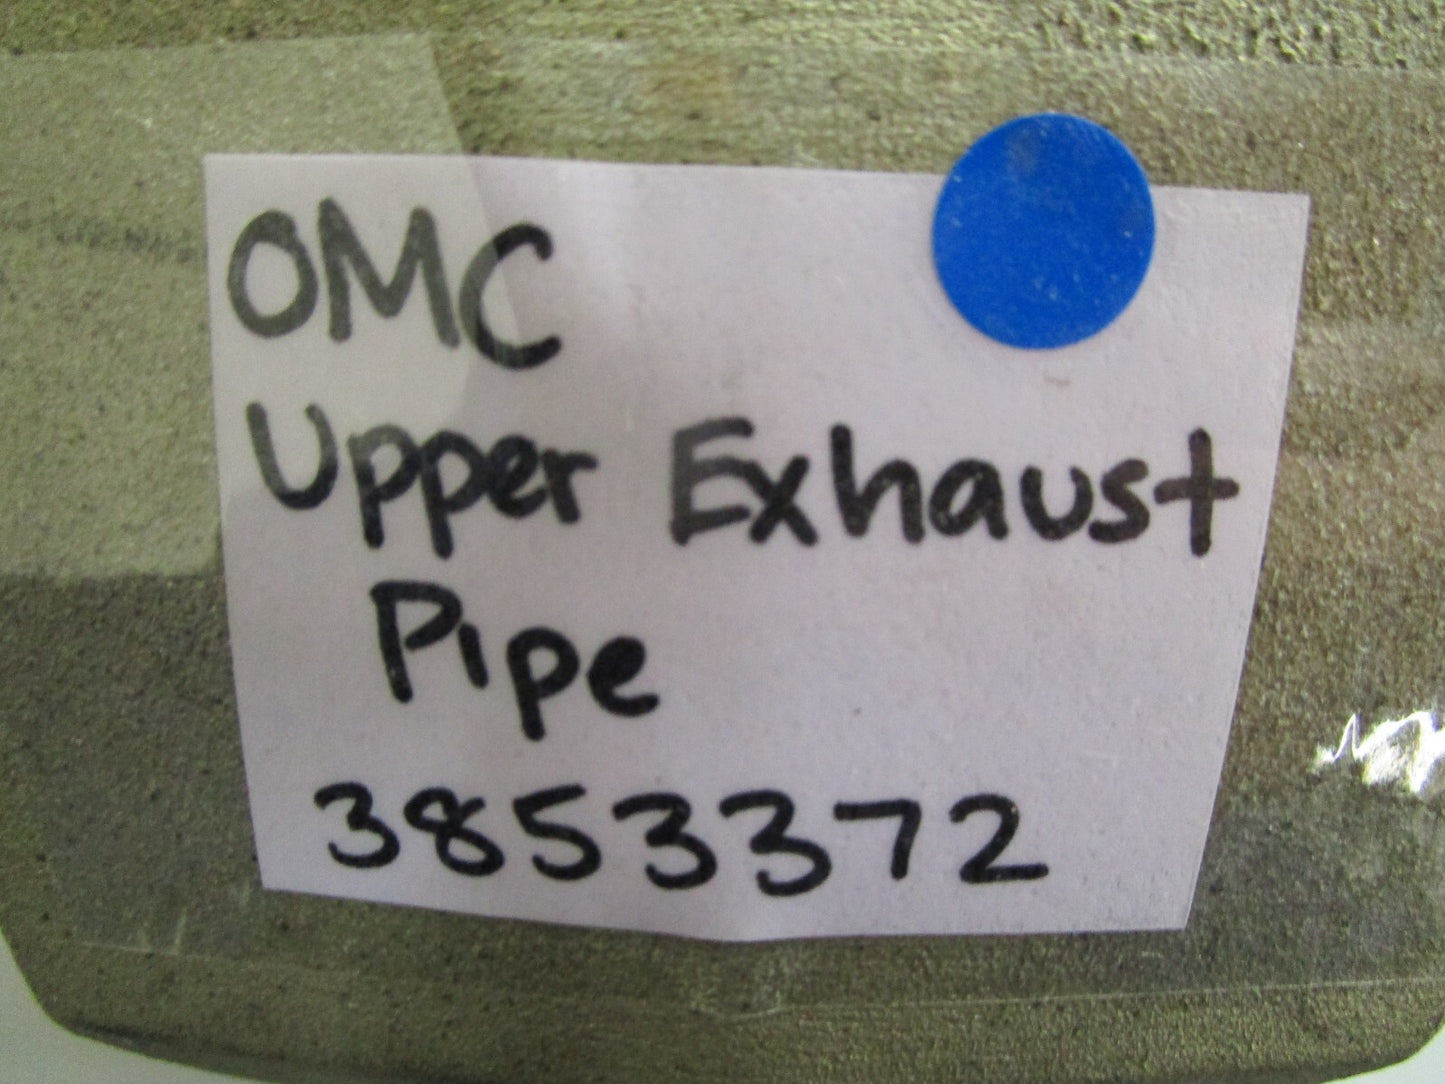 OMC
Upper Exhaust
Pipe
3853372